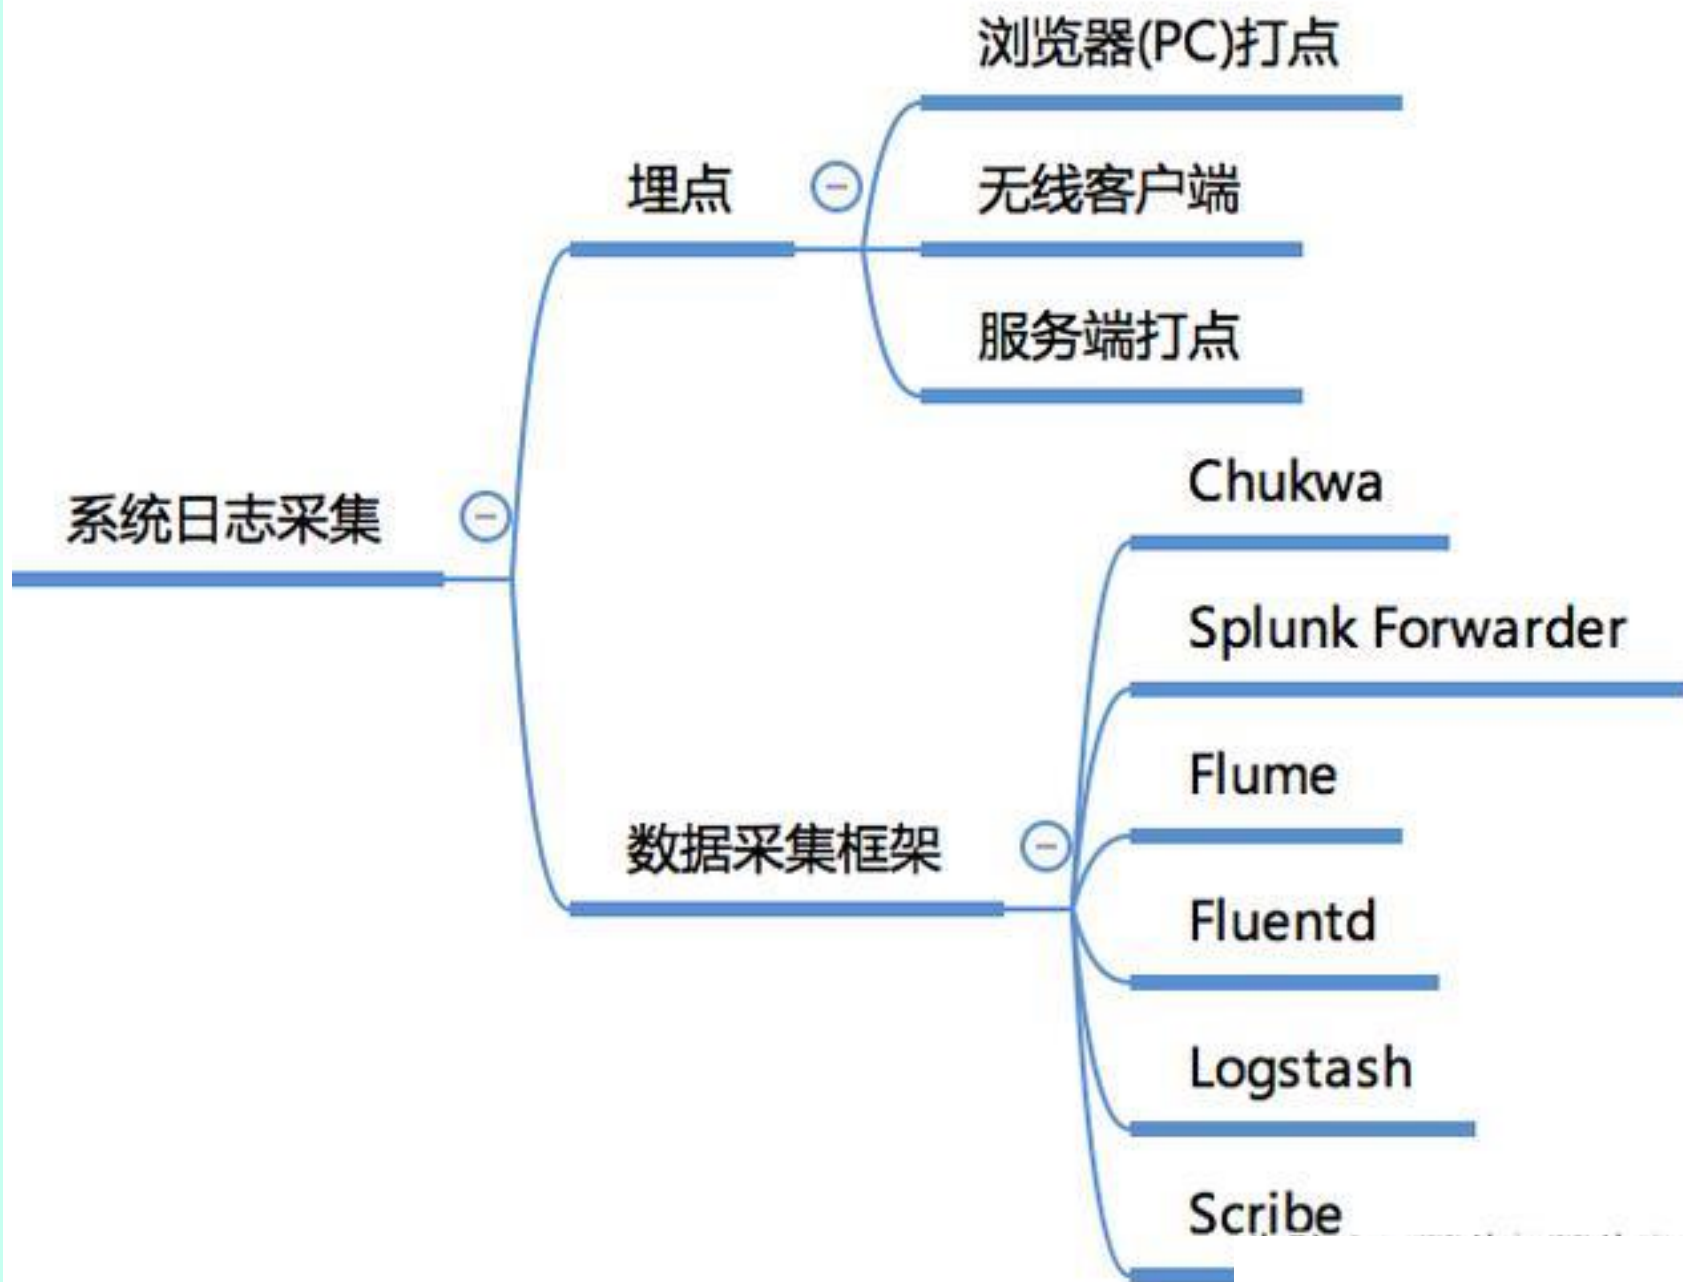 浏览器(PC)打点
埋点
无线客户端
服务端打点
系统日志采集
Chukwa
Splunk Forwarder
Flume
数据采集框架
Fluentd
Logstash
Scribe